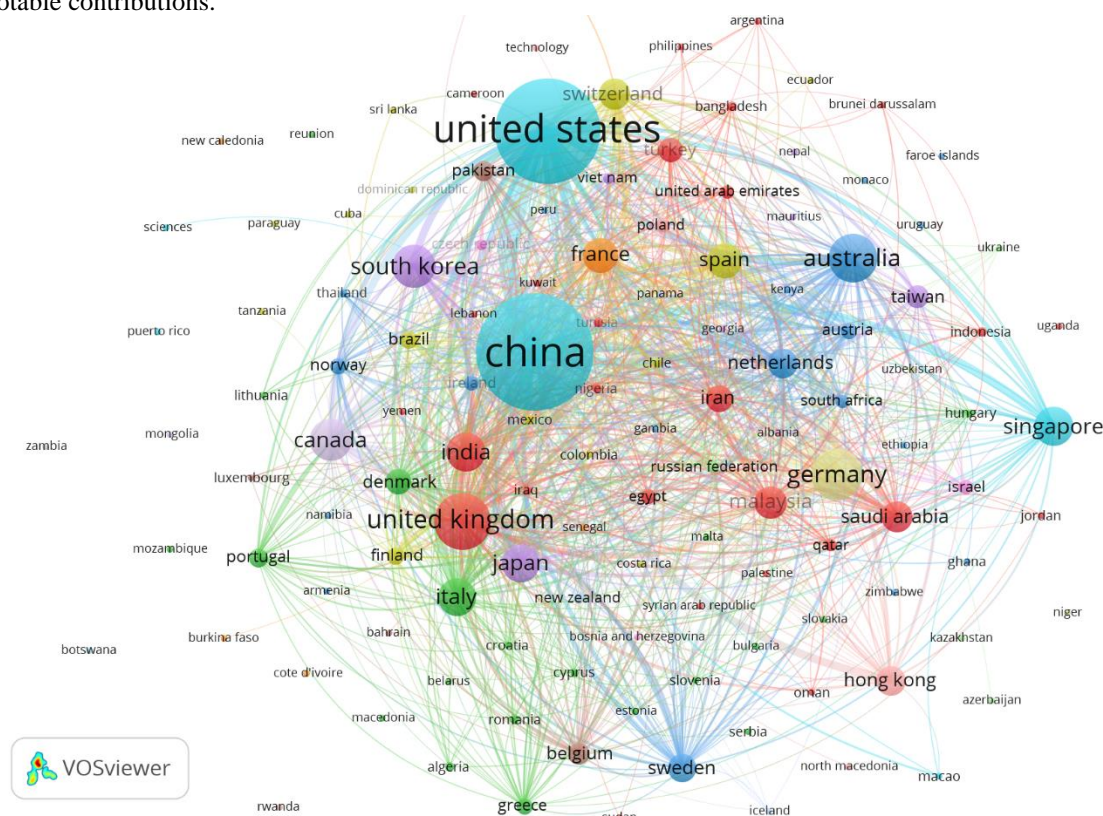 otable contributions.
argentina
technology
philippines
ecuador
switzerland
cameroon
bangladesh
brunei darussalam
sri lanka
united states
reunion
new caledonia
turkey
nepal
faroe islands
pakistan
viet nam
monaco
dominican republic
united arab emirates
peru
cuba
mauritius
sciences
paraguay
poland
uruguay
czech republic
ukraine
france
spain
australia
south korea
kuwait
kenya
thailand
panama
taiwan
tanzania
lebanon
tunisia
georgia
austria
indonesia
uganda
puerto rico
brazil
china
chile
netherlands
norway
uzbekistan
ireland
nigeria
iran
south africa
lithuania
yemen
mexico
gambia
albania
hungary
singapore
mongolia
canada
ethiopia
zambia
india
colombia
russian federation
germany
luxembourg
denmark
iraq
egypt
malaysia
israel
namibia
united kingdom
senegal
saudi arabia
jordan
malta
mozambique
portugal
finland
japan
costa rica
qatar
ghana
palestine
armenia
italy
new zealand
syrian arab republic
zimbabwe
niger
slovakia
burkina faso
bahrain
bosnia and herzegovina
kazakhstan
botswana
croatia
bulgaria
cote d'ivoire
belarus
cyprus
slovenia
hong kong
oman
azerbaijan
macedonia
romania
estonia
serbia
belgium
VOSviewer
algeria
sweden
north macedonia
macao
rwanda
greece
iceland
sudan